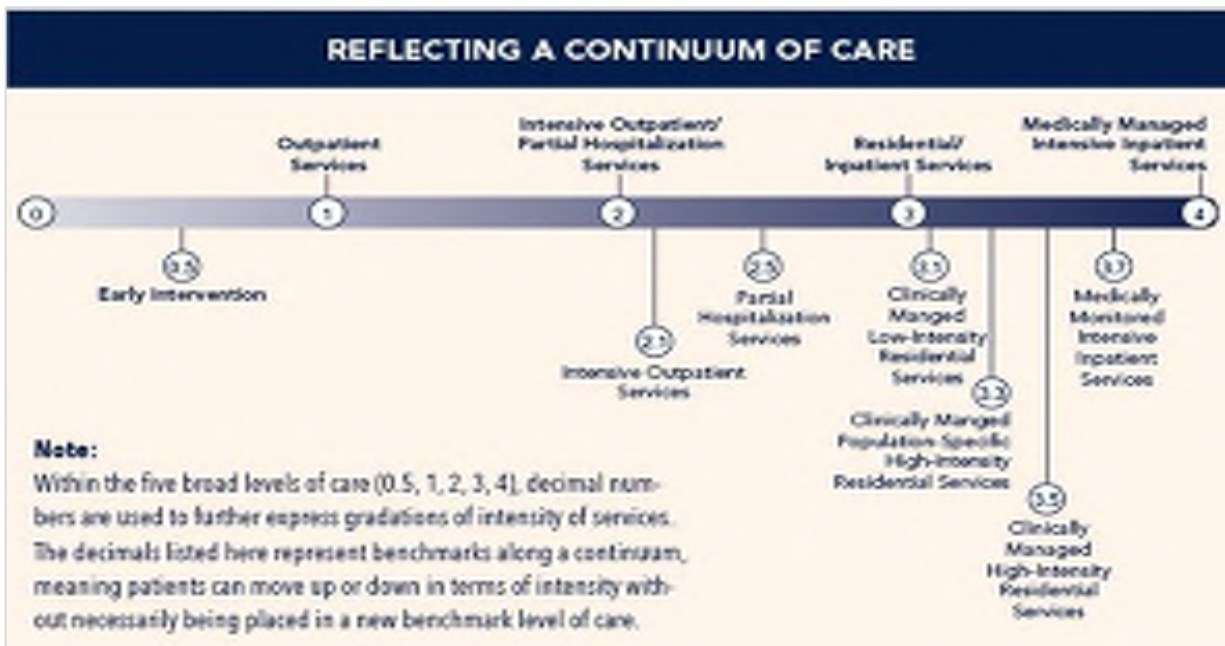 REFLECTING A CONTINUUM OF CARE
Outpatient
Services
Intensive Outpatient/
Partial Hospitalization
Services
Residential/
Inpatient Services
Medically Managed
Intensive Inpatient
Services
0
1
2
3
4
0.5
Early Intervention
2.1
Intensive Outpatient
Services
2.5
Partial
Hospitalization
Services
3.1
Clinically
Manged
Low-Intensity
Residential
Services
3.3
Clinically Manged
Population-Specific
High-Intensity
Residential Services
3.5
Clinically
Managed
High-Intensity
Residential
Services
3.7
Medically
Monitored
Intensive
Inpatient
Services
Note:
Within the five broad levels of care (0.5, 1, 2, 3, 4), decimal num-
bers are used to further express gradations of intensity of services.
The decimals listed here represent benchmarks along a continuum,
meaning patients can move up or down in terms of intensity with-
out necessarily being placed in a new benchmark level of care.